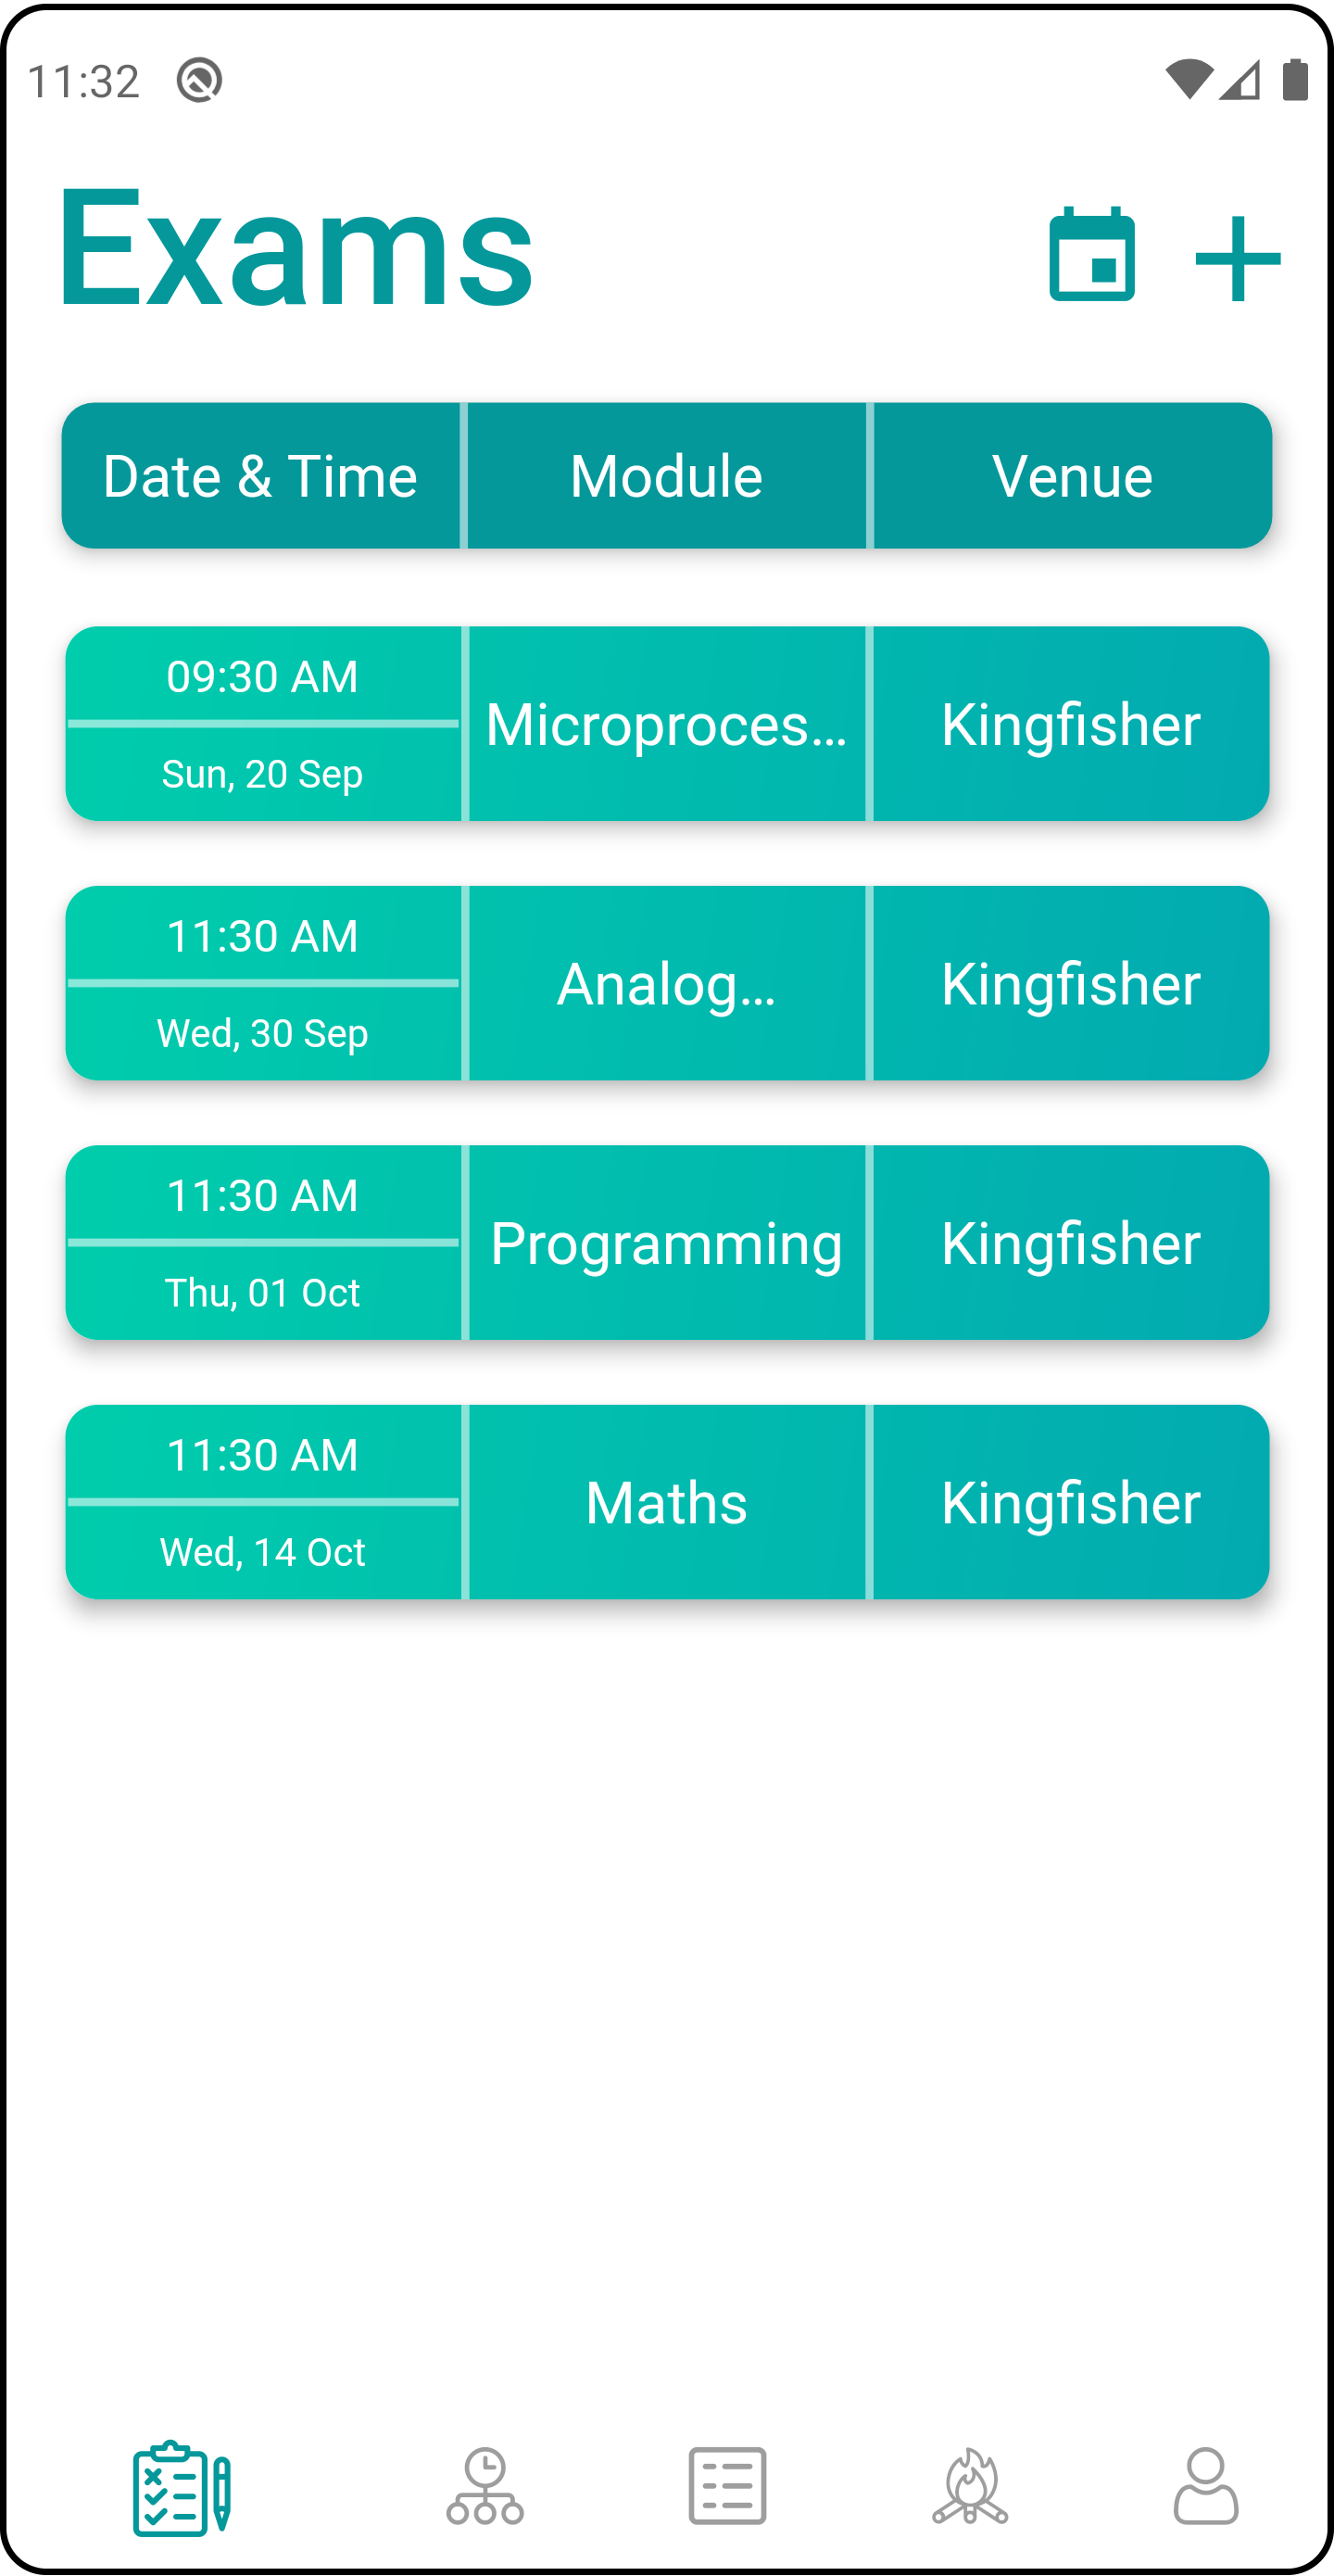 11:32
Exams
Date & Time Module Venue
09:30 AM
Microproces... Kingfisher
Sun, 20 Sep
11:30 AM
Analog... Kingfisher
Wed, 30 Sep
11:30 AM
Programming Kingfisher
Thu, 01 Oct
11:30 AM
Maths Kingfisher
Wed, 14 Oct